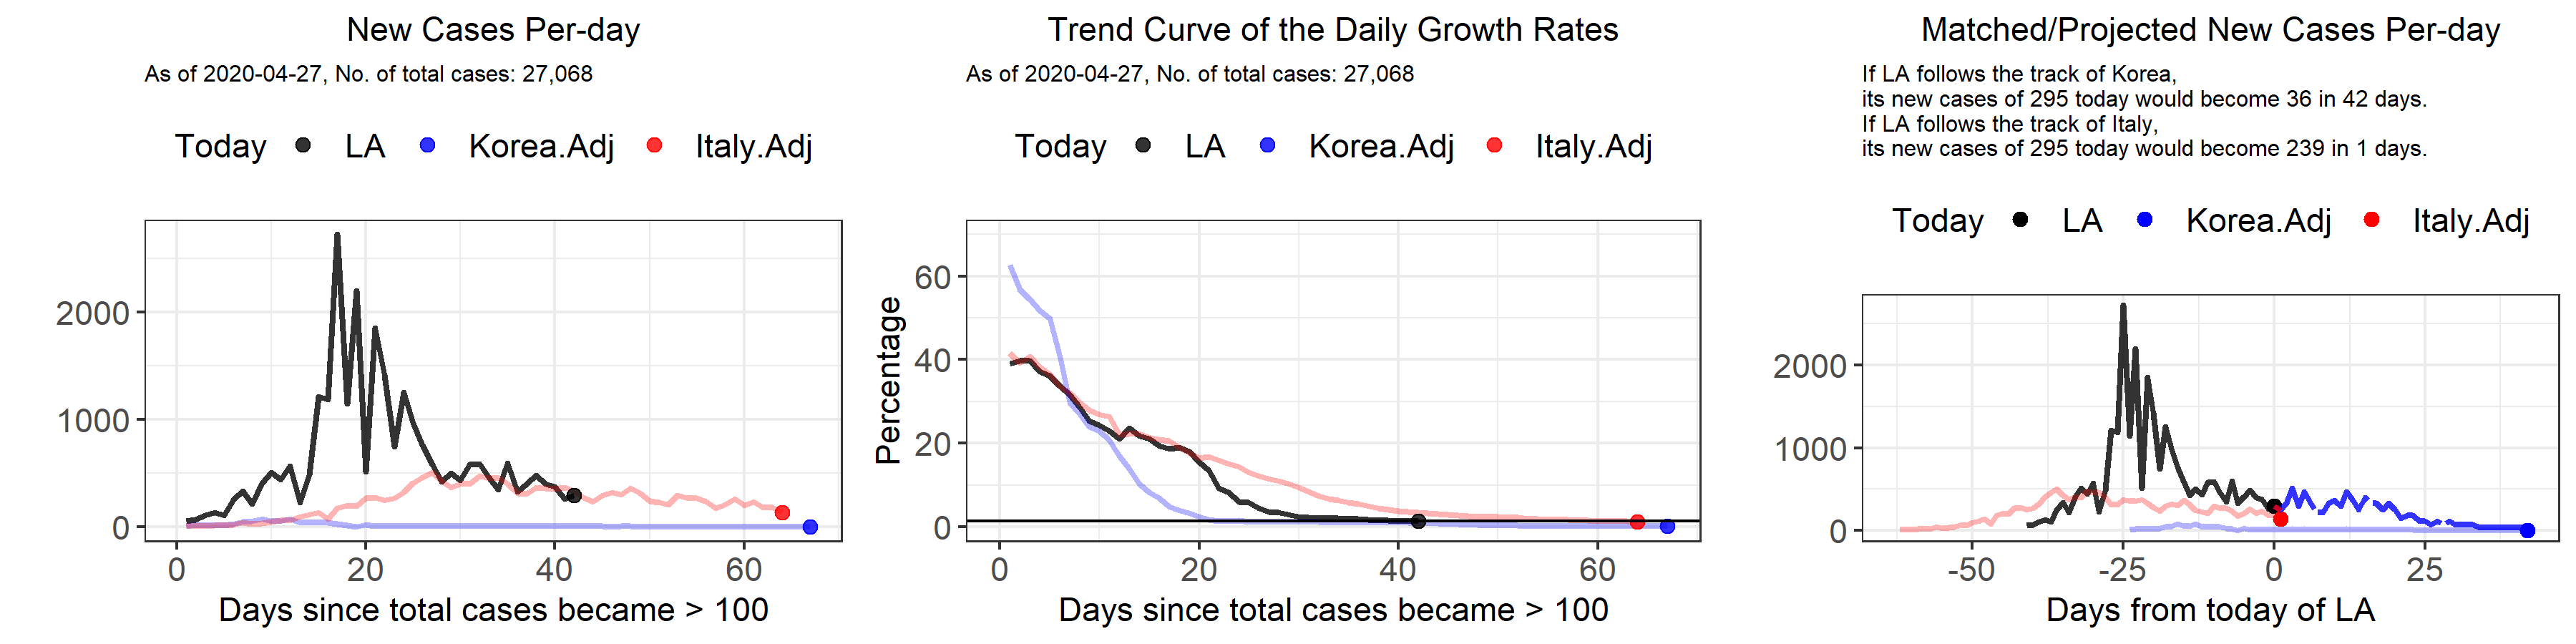 New Cases Per-day
As of 2020-04-27, No. of total cases: 27,068
Today LA Korea.Adj Italy.Adj
2000
1000
0
0 20 40 60
Days since total cases became > 100
Trend Curve of the Daily Growth Rates
As of 2020-04-27, No. of total cases: 27,068
Today LA Korea.Adj Italy.Adj
Percentage
60
40
20
0
0 20 40 60
Days since total cases became > 100
Matched/Projected New Cases Per-day
If LA follows the track of Korea,
its new cases of 295 today would become 36 in 42 days.
If LA follows the track of Italy,
its new cases of 295 today would become 239 in 1 days.
Today LA Korea.Adj Italy.Adj
2000
1000
0
-50 -25 0 25
Days from today of LA